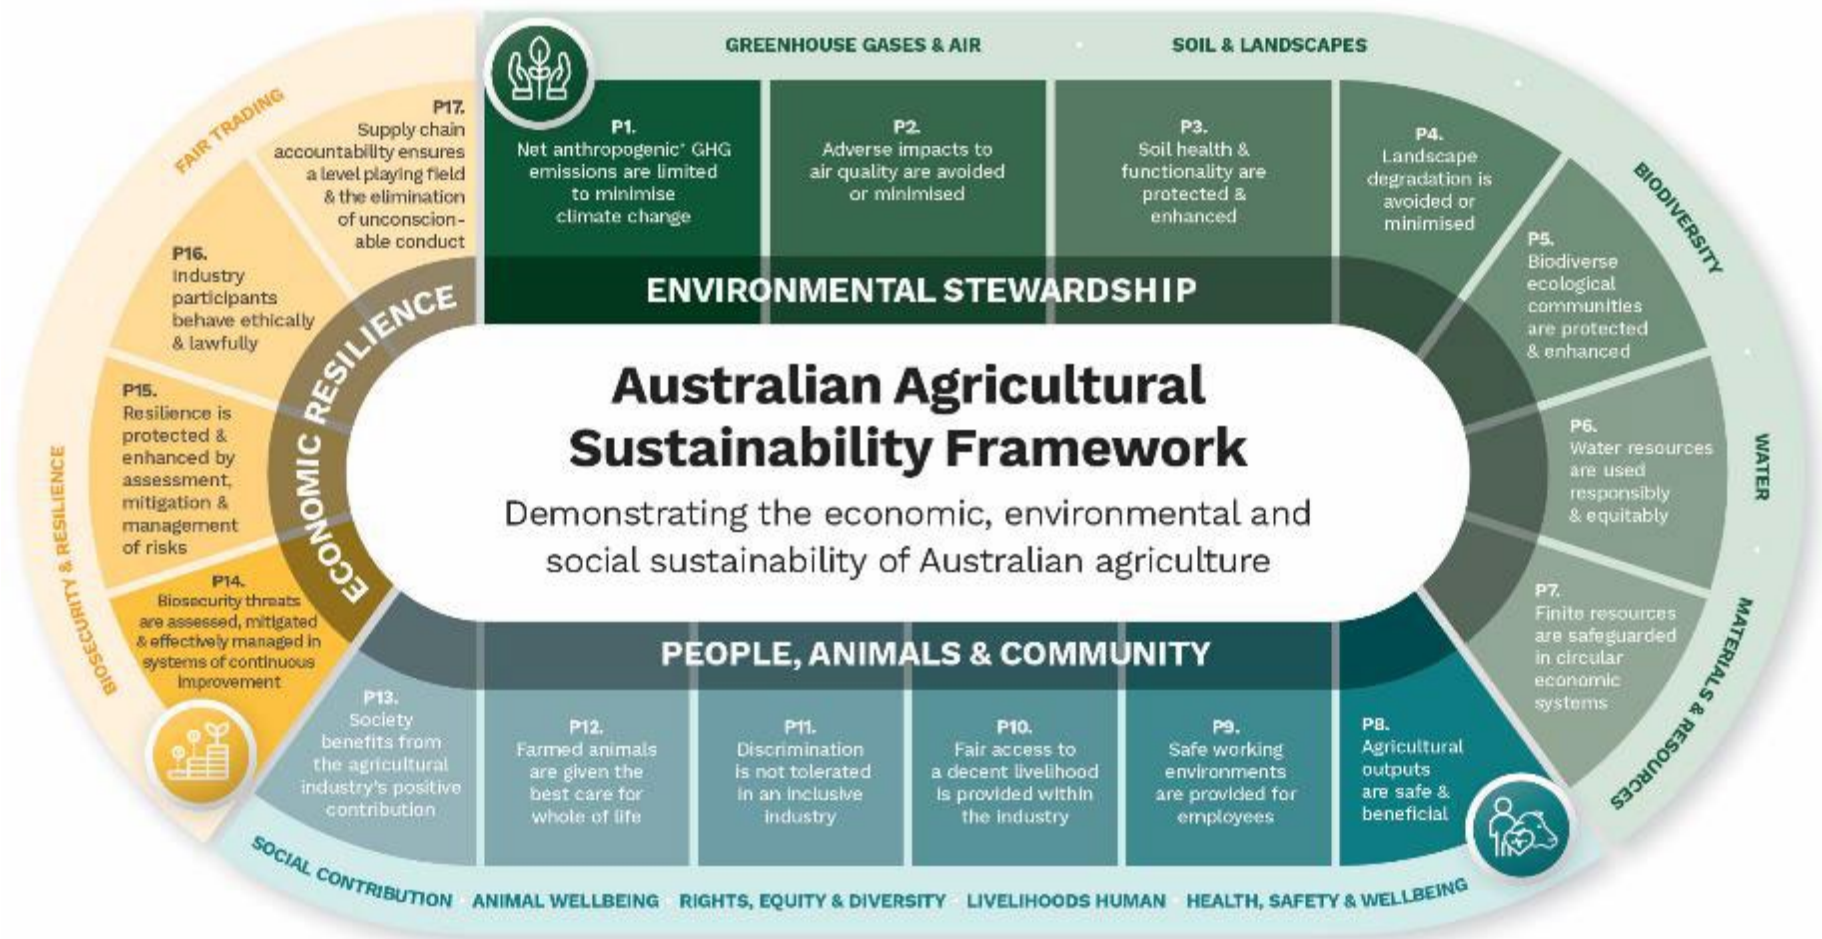 GREENHOUSE GASES & AIR
SOIL & LANDSCAPES
BIODIVERSITY
WATER
MATERIALS & RESOURCES
P1.
Net anthropogenic* GHG
emissions are limited
to minimise
climate change
P2.
Adverse impacts to
air quality are avoided
or minimised
P3.
Soil health &
functionality are
protected &
enhanced
P4.
Landscape
degradation is
avoided or
minimised
P5.
Biodiverse
ecological
communities
are protected
& enhanced
P6.
Water resources
are used
responsibly
& equitably
P7.
Finite resources
are safeguarded
in circular
economic
systems
ENVIRONMENTAL STEWARDSHIP
Australian Agricultural
Sustainability Framework
Demonstrating the economic, environmental and
social sustainability of Australian agriculture
PEOPLE, ANIMALS & COMMUNITY
P8.
Agricultural
outputs
are safe &
beneficial
P9.
Safe working
environments
are provided for
employees
P10.
Fair access to
a decent livelihood
is provided within
the industry
P11.
Discrimination
is not tolerated
in an inclusive
industry
P12.
Farmed animals
are given the
best care for
whole of life
P13.
Society
benefits from
the agricultural
industry's positive
contribution
SOCIAL CONTRIBUTION
ANIMAL WELLBEING
RIGHTS, EQUITY & DIVERSITY
LIVELIHOODS HUMAN
HEALTH, SAFETY & WELLBEING
ECONOMIC RESILIENCE
P14.
Biosecurity threats
are assessed, mitigated
& effectively managed in
systems of continuous
improvement
P15.
Resilience is
protected &
enhanced by
assessment,
mitigation &
management
of risks
P16.
Industry
participants
behave ethically
& lawfully
P17.
Supply chain
accountability ensures
a level playing field
& the elimination
of unconscion-
able conduct
BIOSECURITY & RESILIENCE
FAIR TRADING